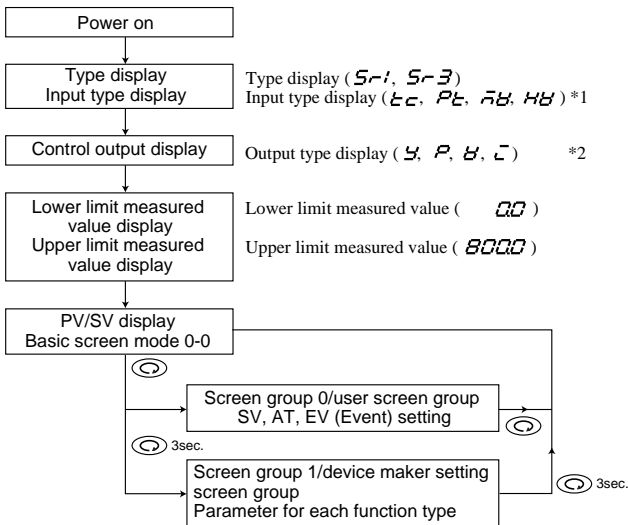 Power on
Type display
Input type display
Type display ( Sr1, Sr3 )
Input type display ( tc, Pt, ) *1
Control output display
Output type display ( Y, P, ) *2
Lower limit measured
value display
Upper limit measured
value display
Lower limit measured value ( 0.0 )
Upper limit measured value ( 800.0 )
PV/SV display
Basic screen mode 0-0
Screen group 0/user screen group
SV, AT, EV (Event) setting
3sec.
Screen group 1/device maker setting
screen group
Parameter for each function type
3sec.